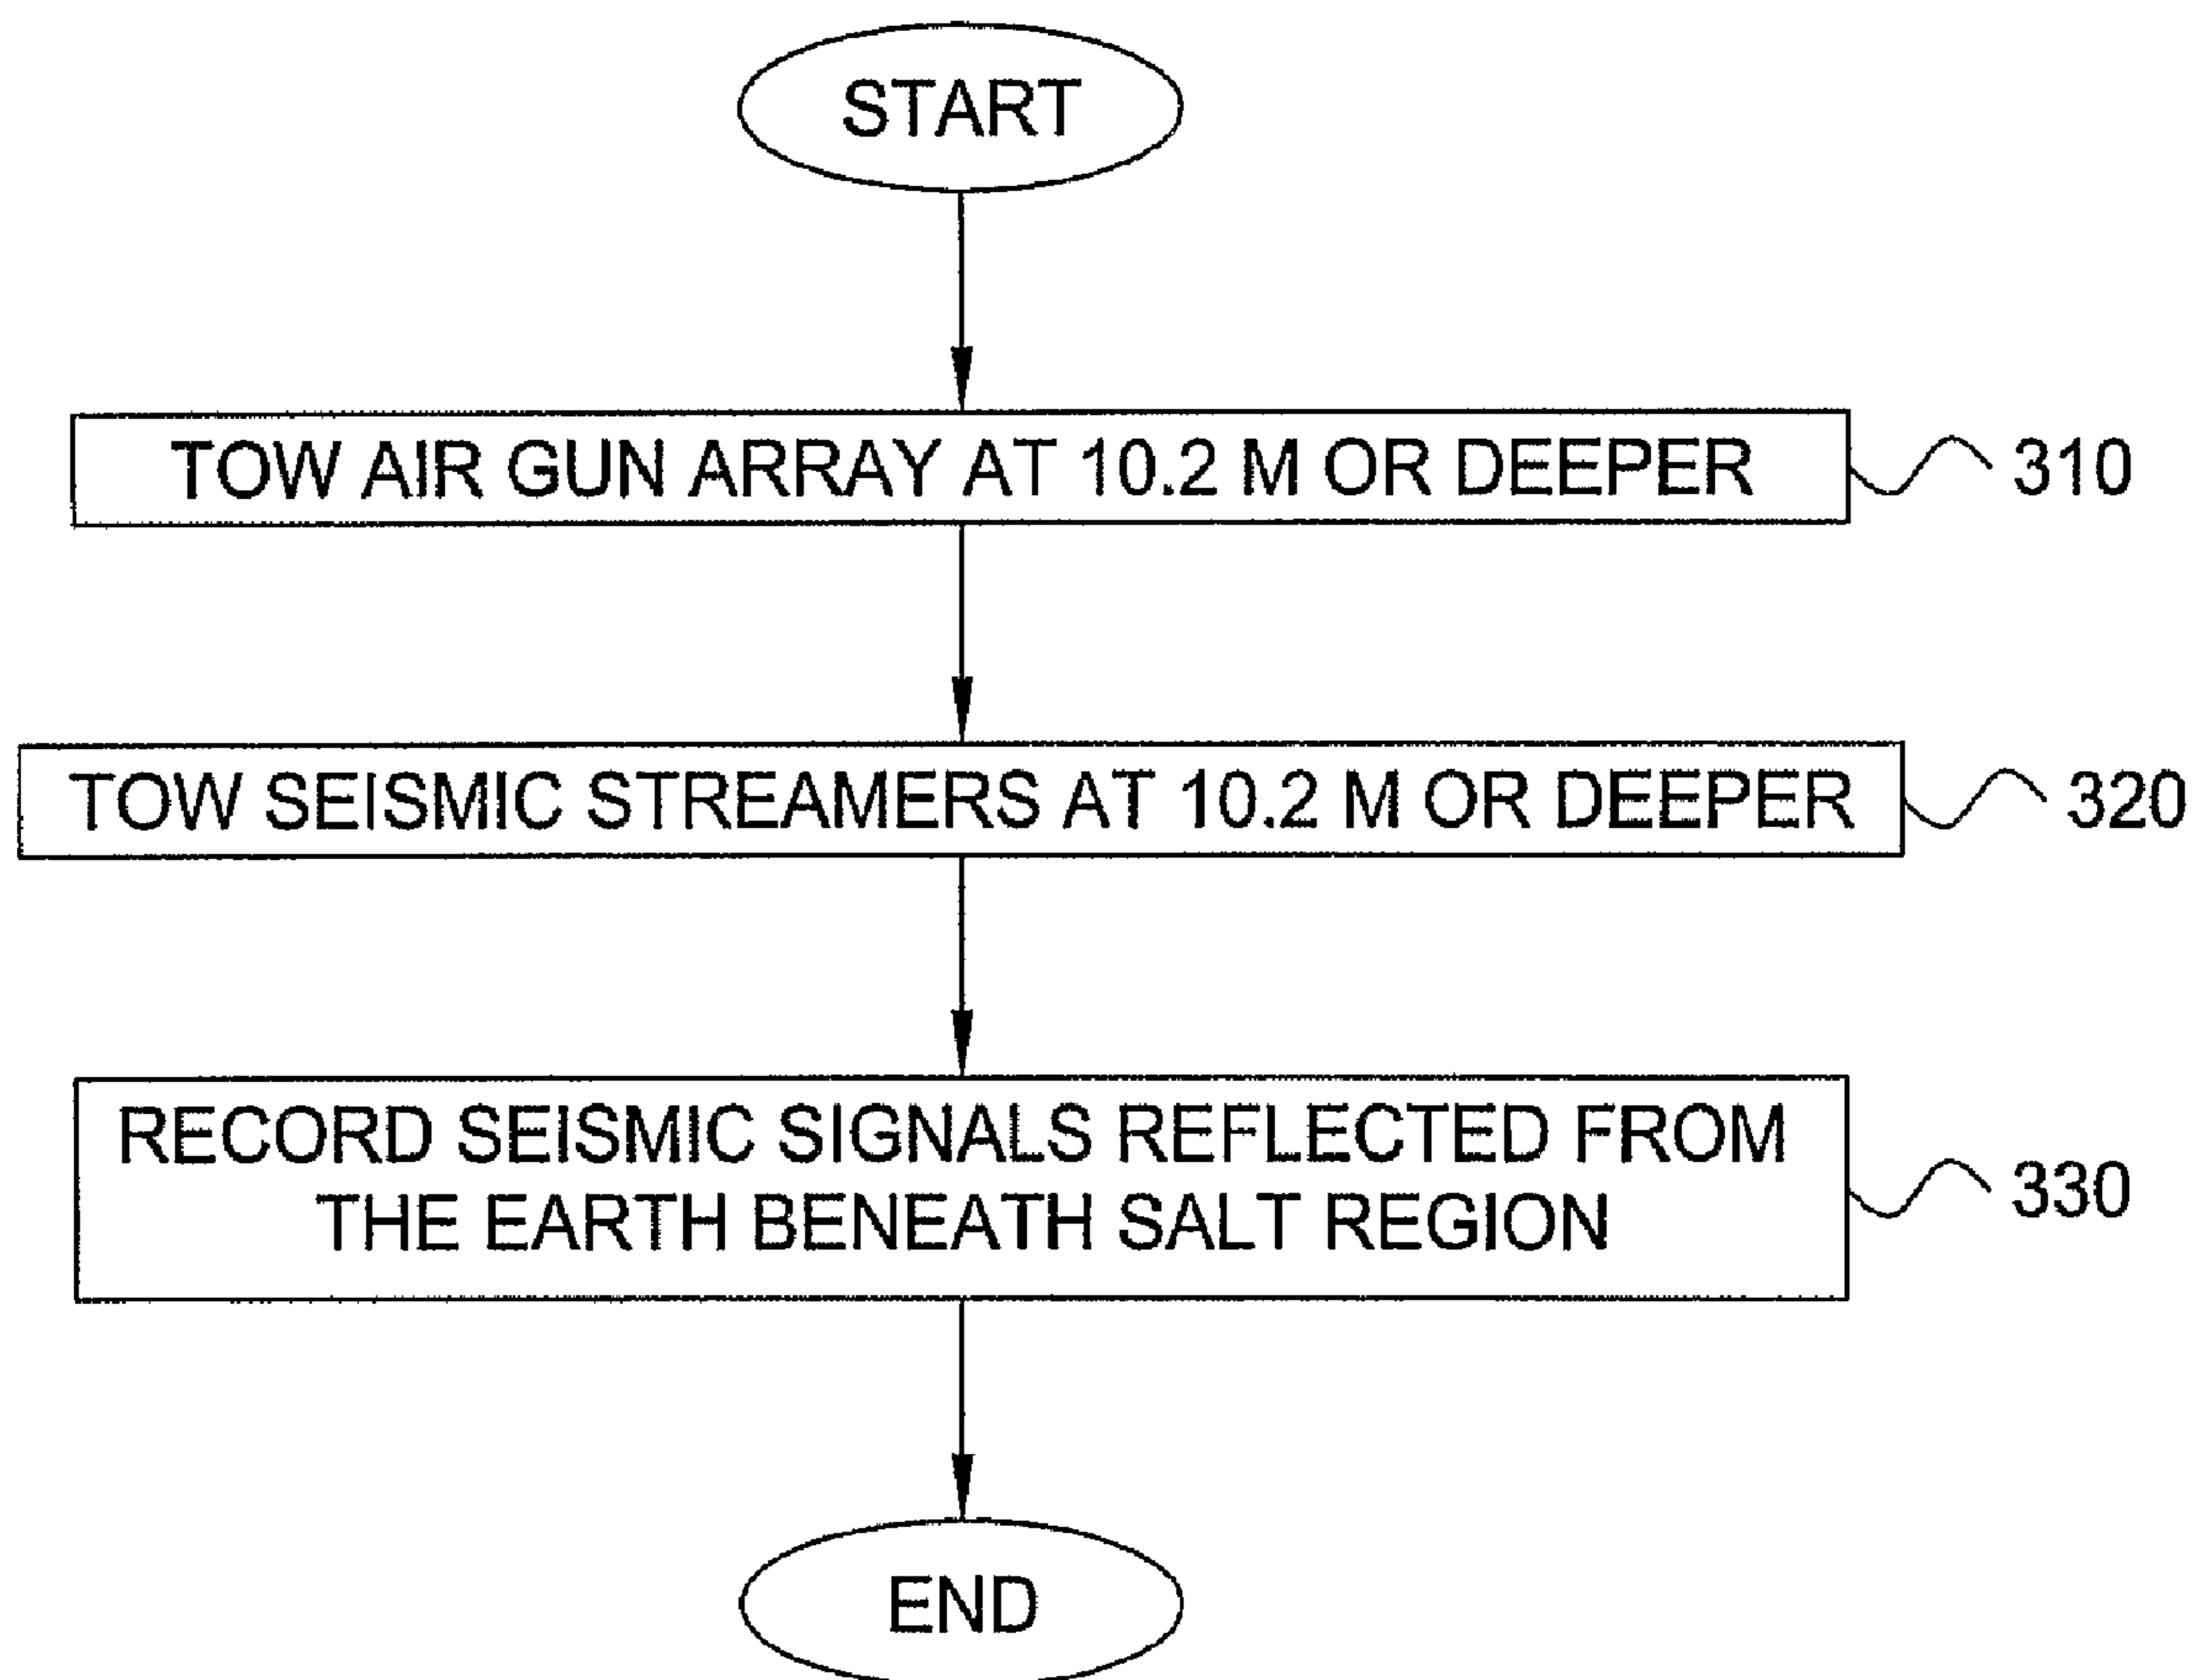 START
TOW AIR GUN ARRAY AT 10.2 M OR DEEPER
310
TOW SEISMIC STREAMERS AT 10.2 M OR DEEPER
320
RECORD SEISMIC SIGNALS REFLECTED FROM
THE EARTH BENEATH SALT REGION
330
END